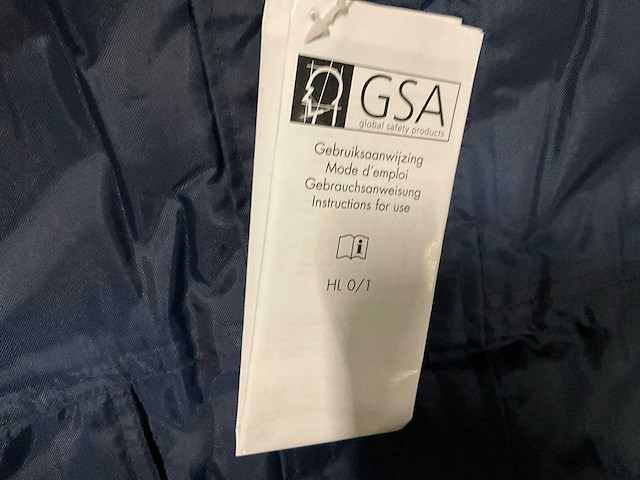 GSA
global safety products
Gebruiksaanwijzing
Mode d'emploi
Gebrauchsanweisung
Instructions for use
i
HL 0/1